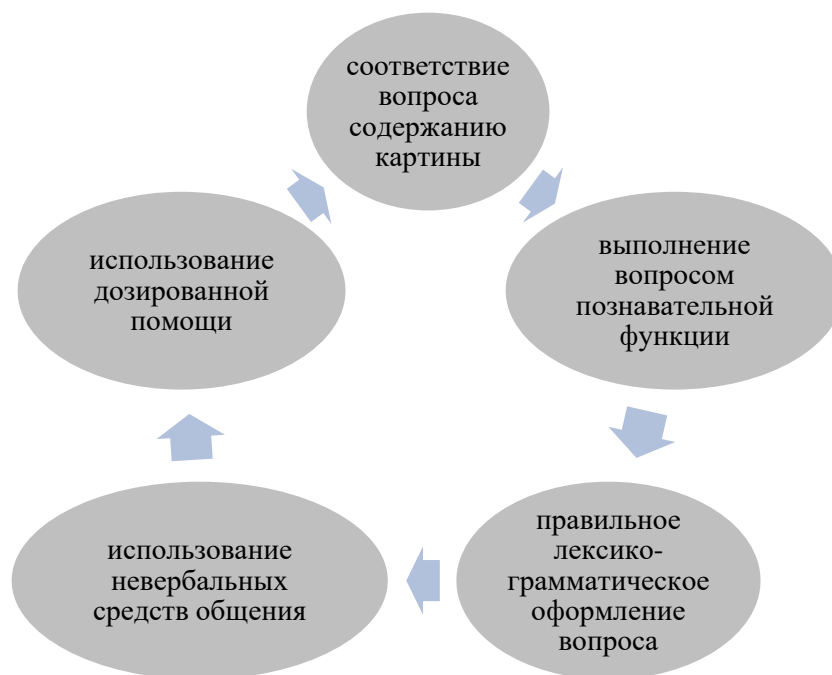 соответствие
вопроса
содержанию
картины
выполнение
вопросом
познавательной
функции
правильное
лексико-
грамматическое
оформление
вопроса
использование
невербальных
средств общения
использование
дозированной
помощи